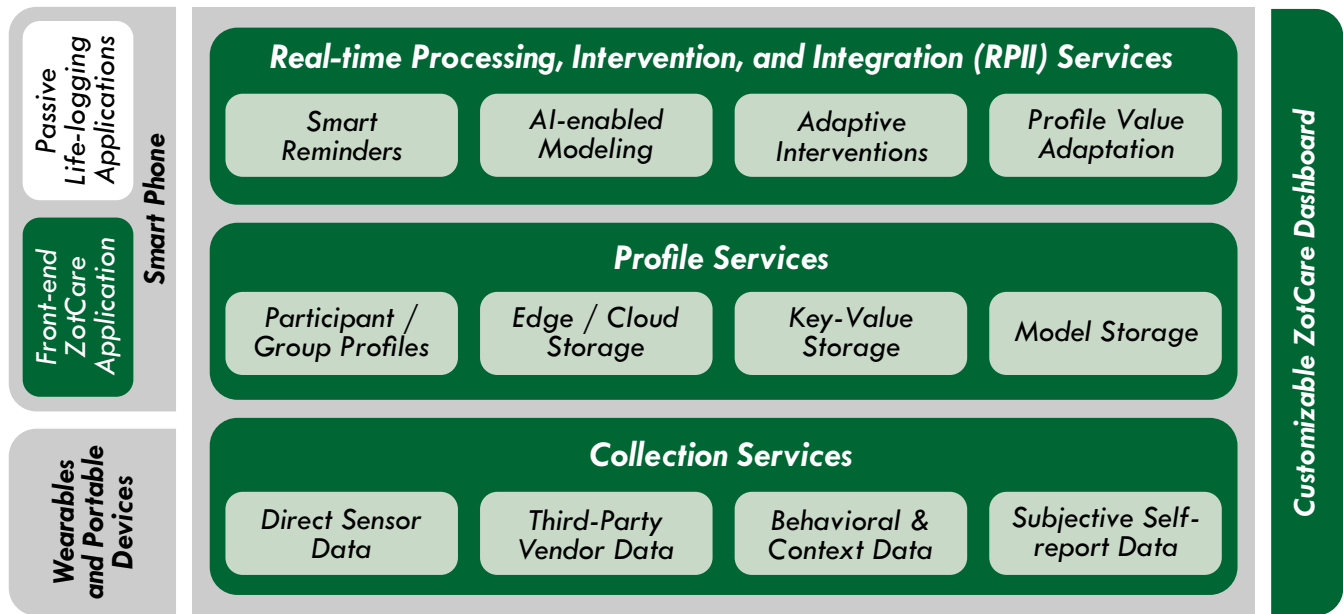 Passive
Life-logging
Applications
Front-end
ZotCare
Application
Smart Phone
Wearables
and Portable
Devices
Real-time Processing, Intervention, and Integration (RPII) Services
Smart
Reminders
AI-enabled
Modeling
Adaptive
Interventions
Profile Value
Adaptation
Profile Services
Participant /
Group Profiles
Edge / Cloud
Storage
Key-Value
Storage
Model Storage
Collection Services
Direct Sensor
Data
Third-Party
Vendor Data
Behavioral &
Context Data
Subjective Self-
report Data
Customizable ZotCare Dashboard